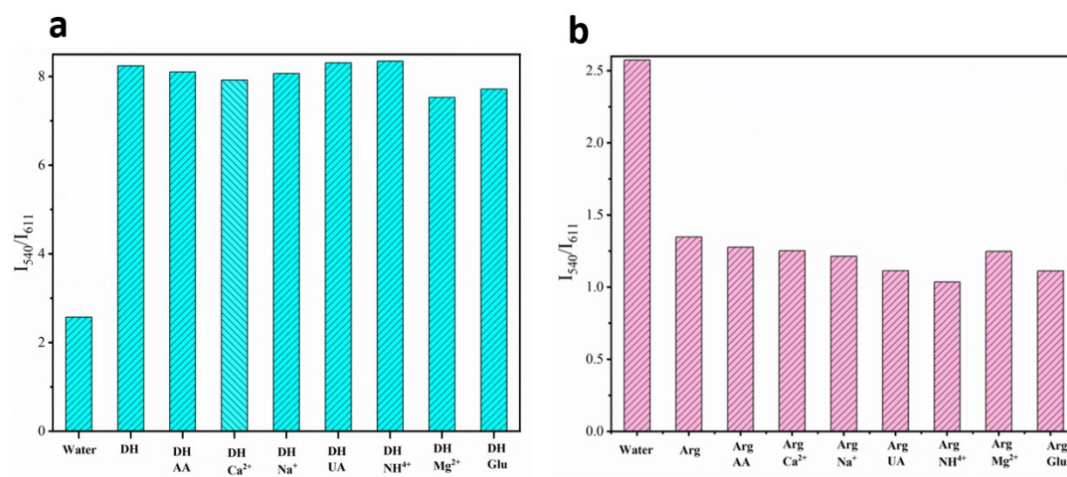 a
I₅₄₀/I₆₁₁
8
6
4
2
0
Water DH DH DH DH DH DH DH DH
AA Ca²⁺ Na⁺ UA NH⁴⁺ Mg²⁺ Glu
b
I₅₄₀/I₆₁₁
2.5
2.0
1.5
1.0
0.5
0.0
Water Arg Arg Arg Arg Arg Arg Arg Arg
AA Ca²⁺ Na⁺ UA NH⁴⁺ Mg²⁺ Glu